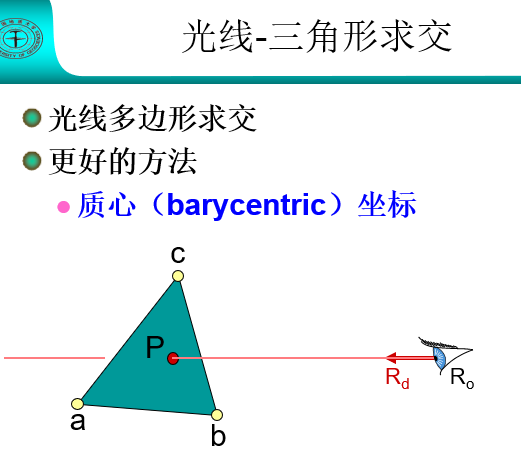 光线-三角形求交
光线多边形求交
更好的方法
质心（barycentric）坐标
c
P
Rd
Ro
a
b